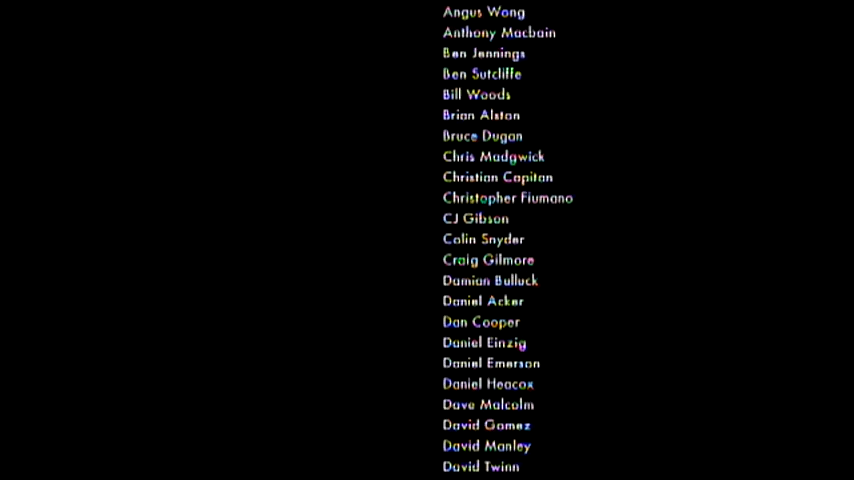 Angus Wong
Anthony Macbain
Ben Jennings
Ben Sutcliffe
Bill Woods
Brian Alston
Bruce Dugan
Chris Madgwick
Christian Capitan
Christopher Fiumano
CJ Gibson
Colin Snyder
Craig Gilmore
Damian Bulluck
Daniel Acker
Dan Cooper
Daniel Einzig
Daniel Emerson
Daniel Heacox
Dave Malcolm
David Gomez
David Manley
David Twinn